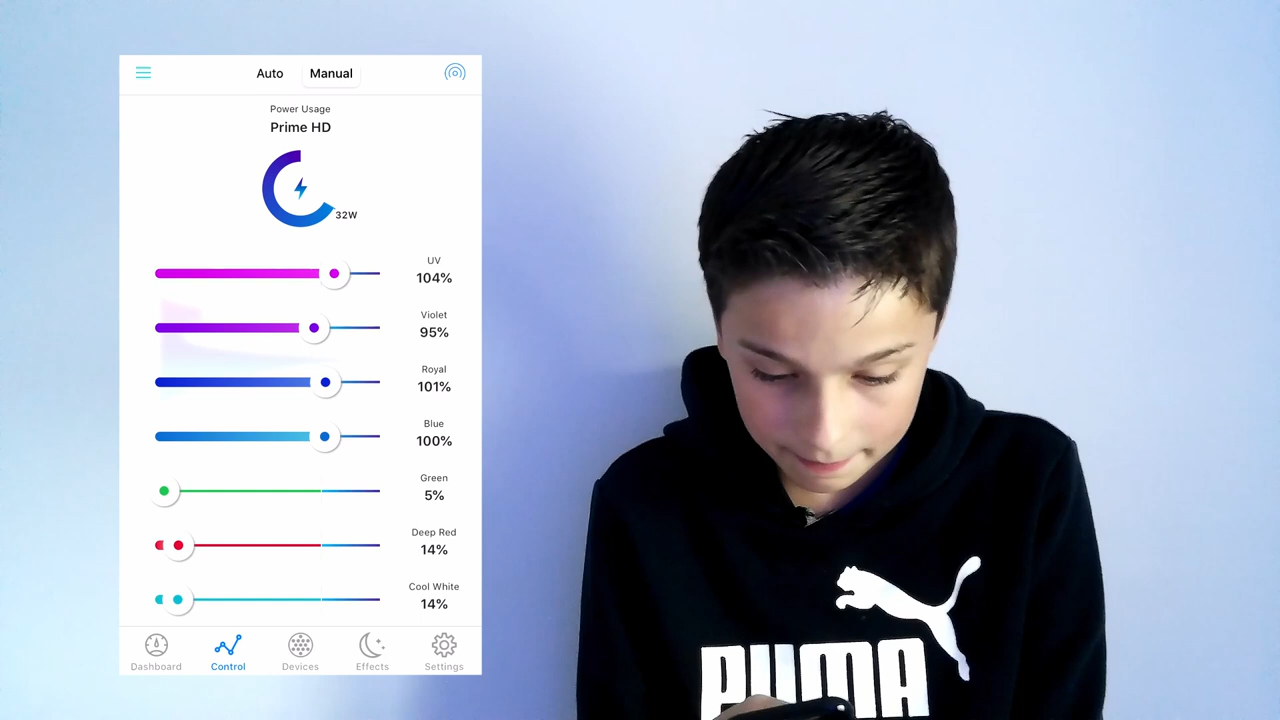 Auto Manual
Power Usage
Prime HD
32W
UV
104%
Violet
95%
Royal
101%
Blue
100%
Green
5%
Deep Red
14%
Cool White
14%
Dashboard Control Devices Effects Settings
PUMA